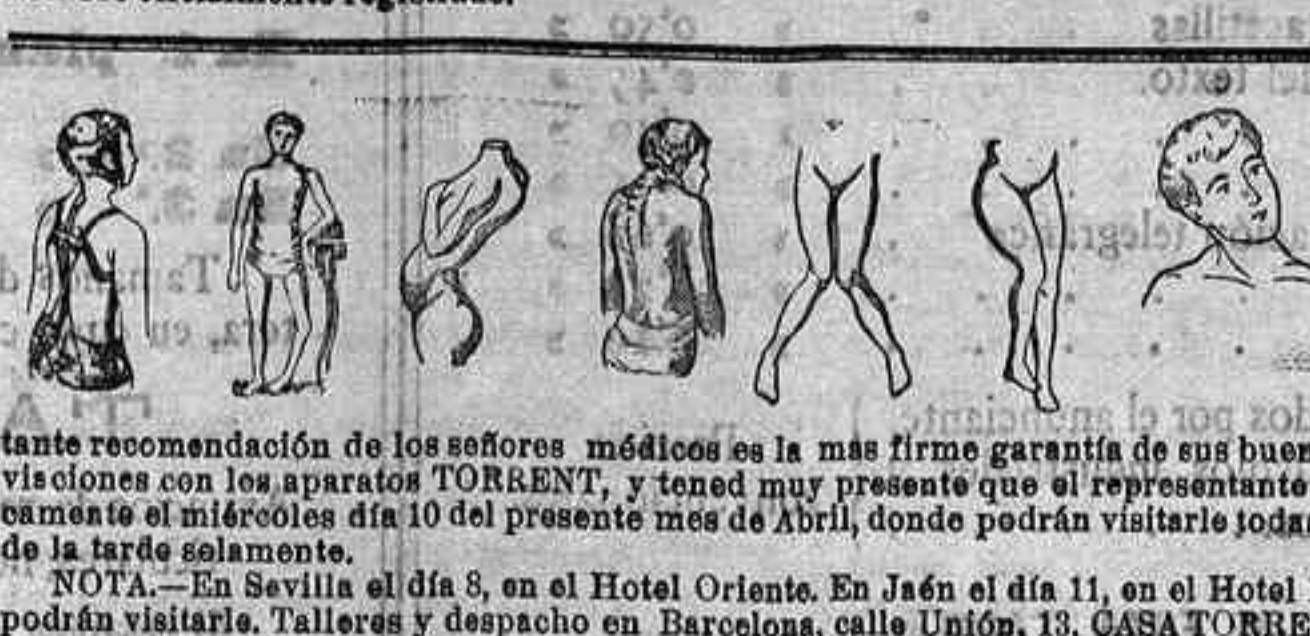 tante recomendación de los señores médicos es la mas firme garantía de sus buen
visciones con los aparatos TORRENT, y tened muy presente que el representante
camente el miércoles día 10 del presente mes de Abril, donde podrán visitarle todas
de la tarde solamente.
NOTA.—En Sevilla el día 8, en el Hotel Oriente. En Jaén el día 11, en el Hotel
podrán visitarle. Talleres y despacho en Barcelona, calle Unión, 13. CASA TORRE